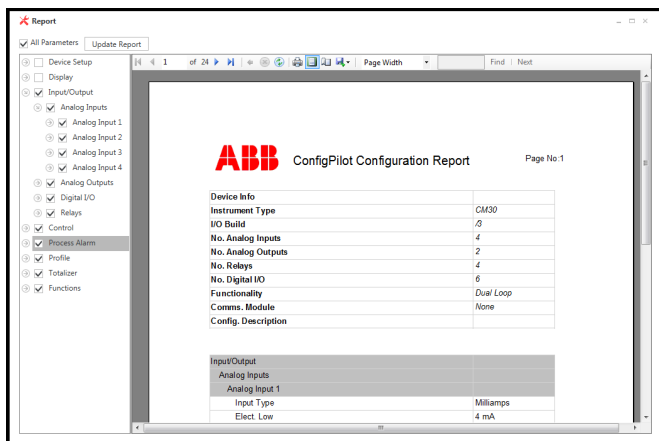 Report
All Parameters Update Report
Device Setup
Display
Input/Output
Analog Inputs
Analog Input 1
Analog Input 2
Analog Input 3
Analog Input 4
Analog Outputs
Digital I/O
Relays
Control
Process Alarm
Profile
Totalizer
Functions
1 of 24 Page Width Find Next
ABB ConfigPilot Configuration Report Page No:1
Device Info
Instrument Type CM30
I/O Build /3
No. Analog Inputs 4
No. Analog Outputs 2
No. Relays 4
No. Digital I/O 6
Functionality Dual Loop
Comms. Module None
Config. Description
Input/Output
Analog Inputs
Analog Input 1
Input Type Milliamps
Elect. Low 4 mA